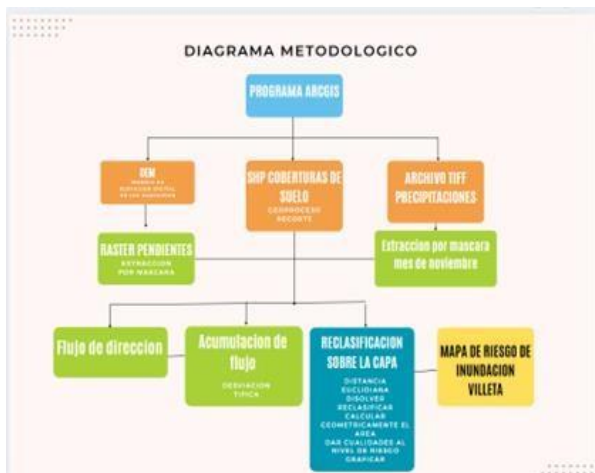 DIAGRAMA METODOLOGICO
PROGRAMA ARCGIS
DEM
MODELO DE
DIGITAL
SHP COBERTURAS DE
SUELO
GEOPROCESO
RECORTE
ARCHIVO TIFF
PRECIPITACIONES
RASTER PENDIENTES
EXTRACCION
POR MASCARA
Extraccion por mascara
mes de noviembre
Flujo de direccion
Acumulacion de
flujo
DESVIACION
TIPICA
RECLASIFICACION
SOBRE LA CAPA
DISTANCIA
EUCLIDIANA
DISOLVER
RECLASIFICAR
CALCULAR
GEOMETRICAMENTE EL
AREA
DAR CUALIDADES AL
NIVEL DE RIESGO
GRAFICAR
MAPA DE RIESGO DE
INUNDACION
VILLETA